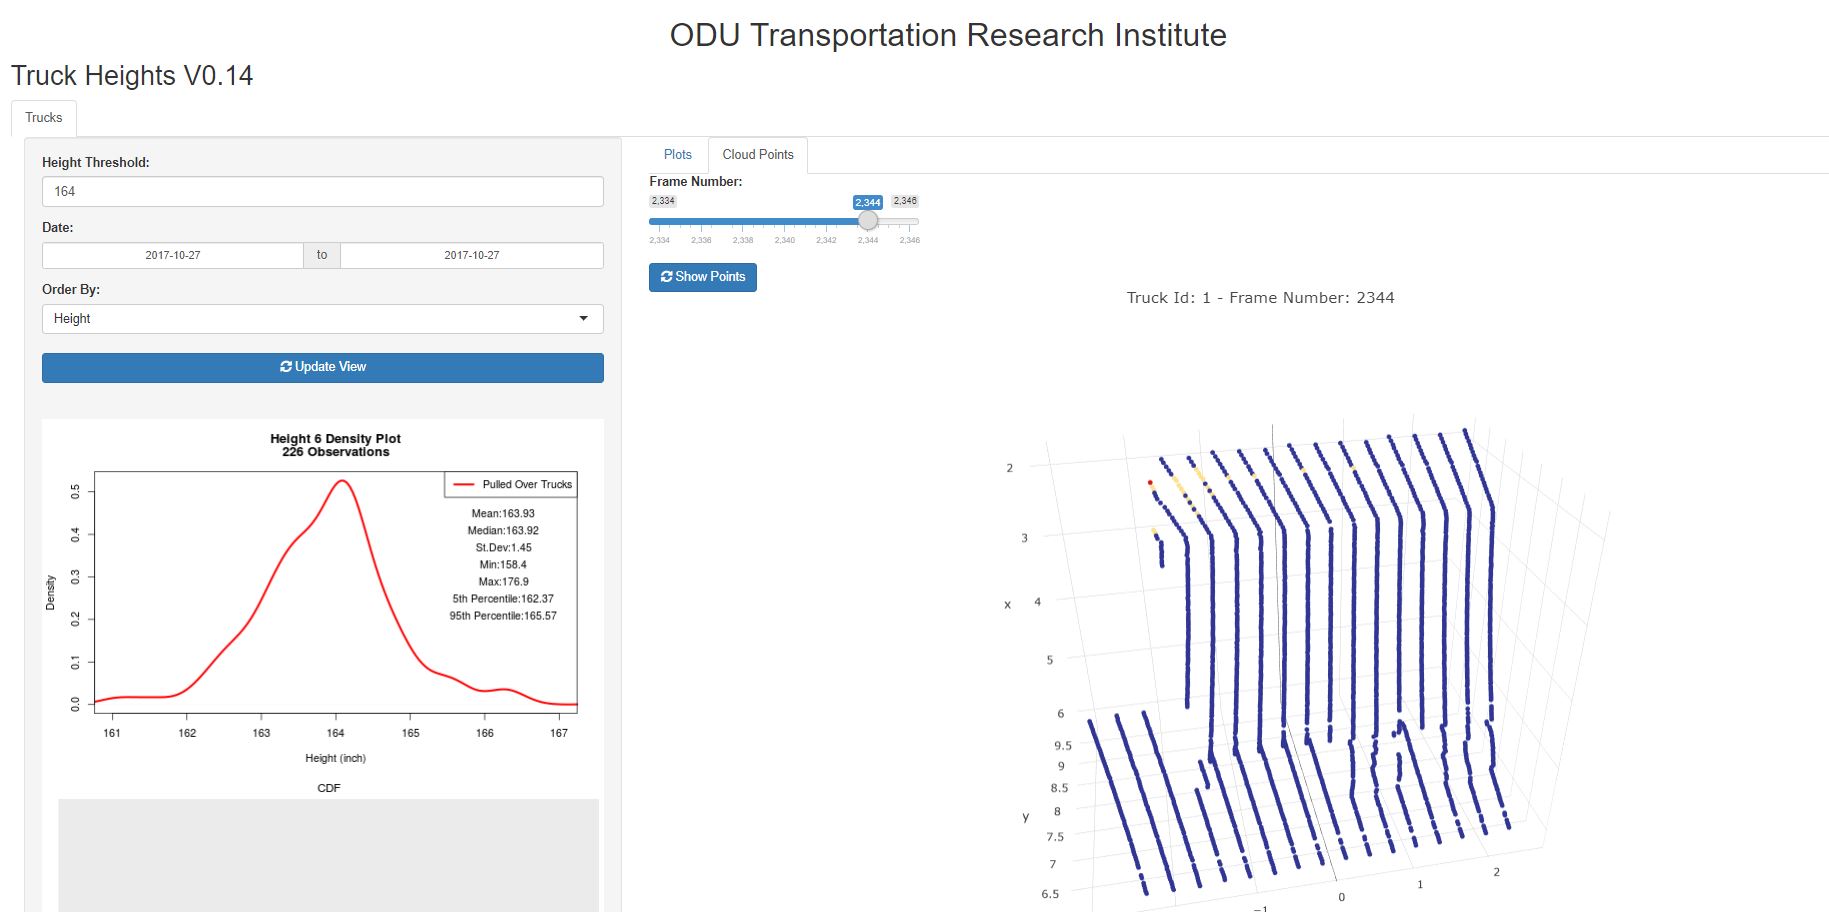 ODU Transportation Research Institute
Truck Heights V0.14
Trucks
Height Threshold:
164
Date:
2017-10-27 to 2017-10-27
Order By:
Height
Update View
Height 6 Density Plot
226 Observations
Pulled Over Trucks
Mean:163.93
Median:163.92
St.Dev:1.45
Min:158.4
Max:176.9
5th Percentile:162.37
95th Percentile:165.57
Density
0.5
0.4
0.3
0.2
0.1
0.0
161 162 163 164 165 166 167
Height (inch)
CDF
Plots Cloud Points
Frame Number:
2,334 2,344 2,346
2,334 2,336 2,338 2,340 2,342 2,344 2,346
Show Points
Truck Id: 1 - Frame Number: 2344
2
3
x 4
5
6
9.5
9
8.5
y 8
7.5
7
6.5
−1 0 1 2